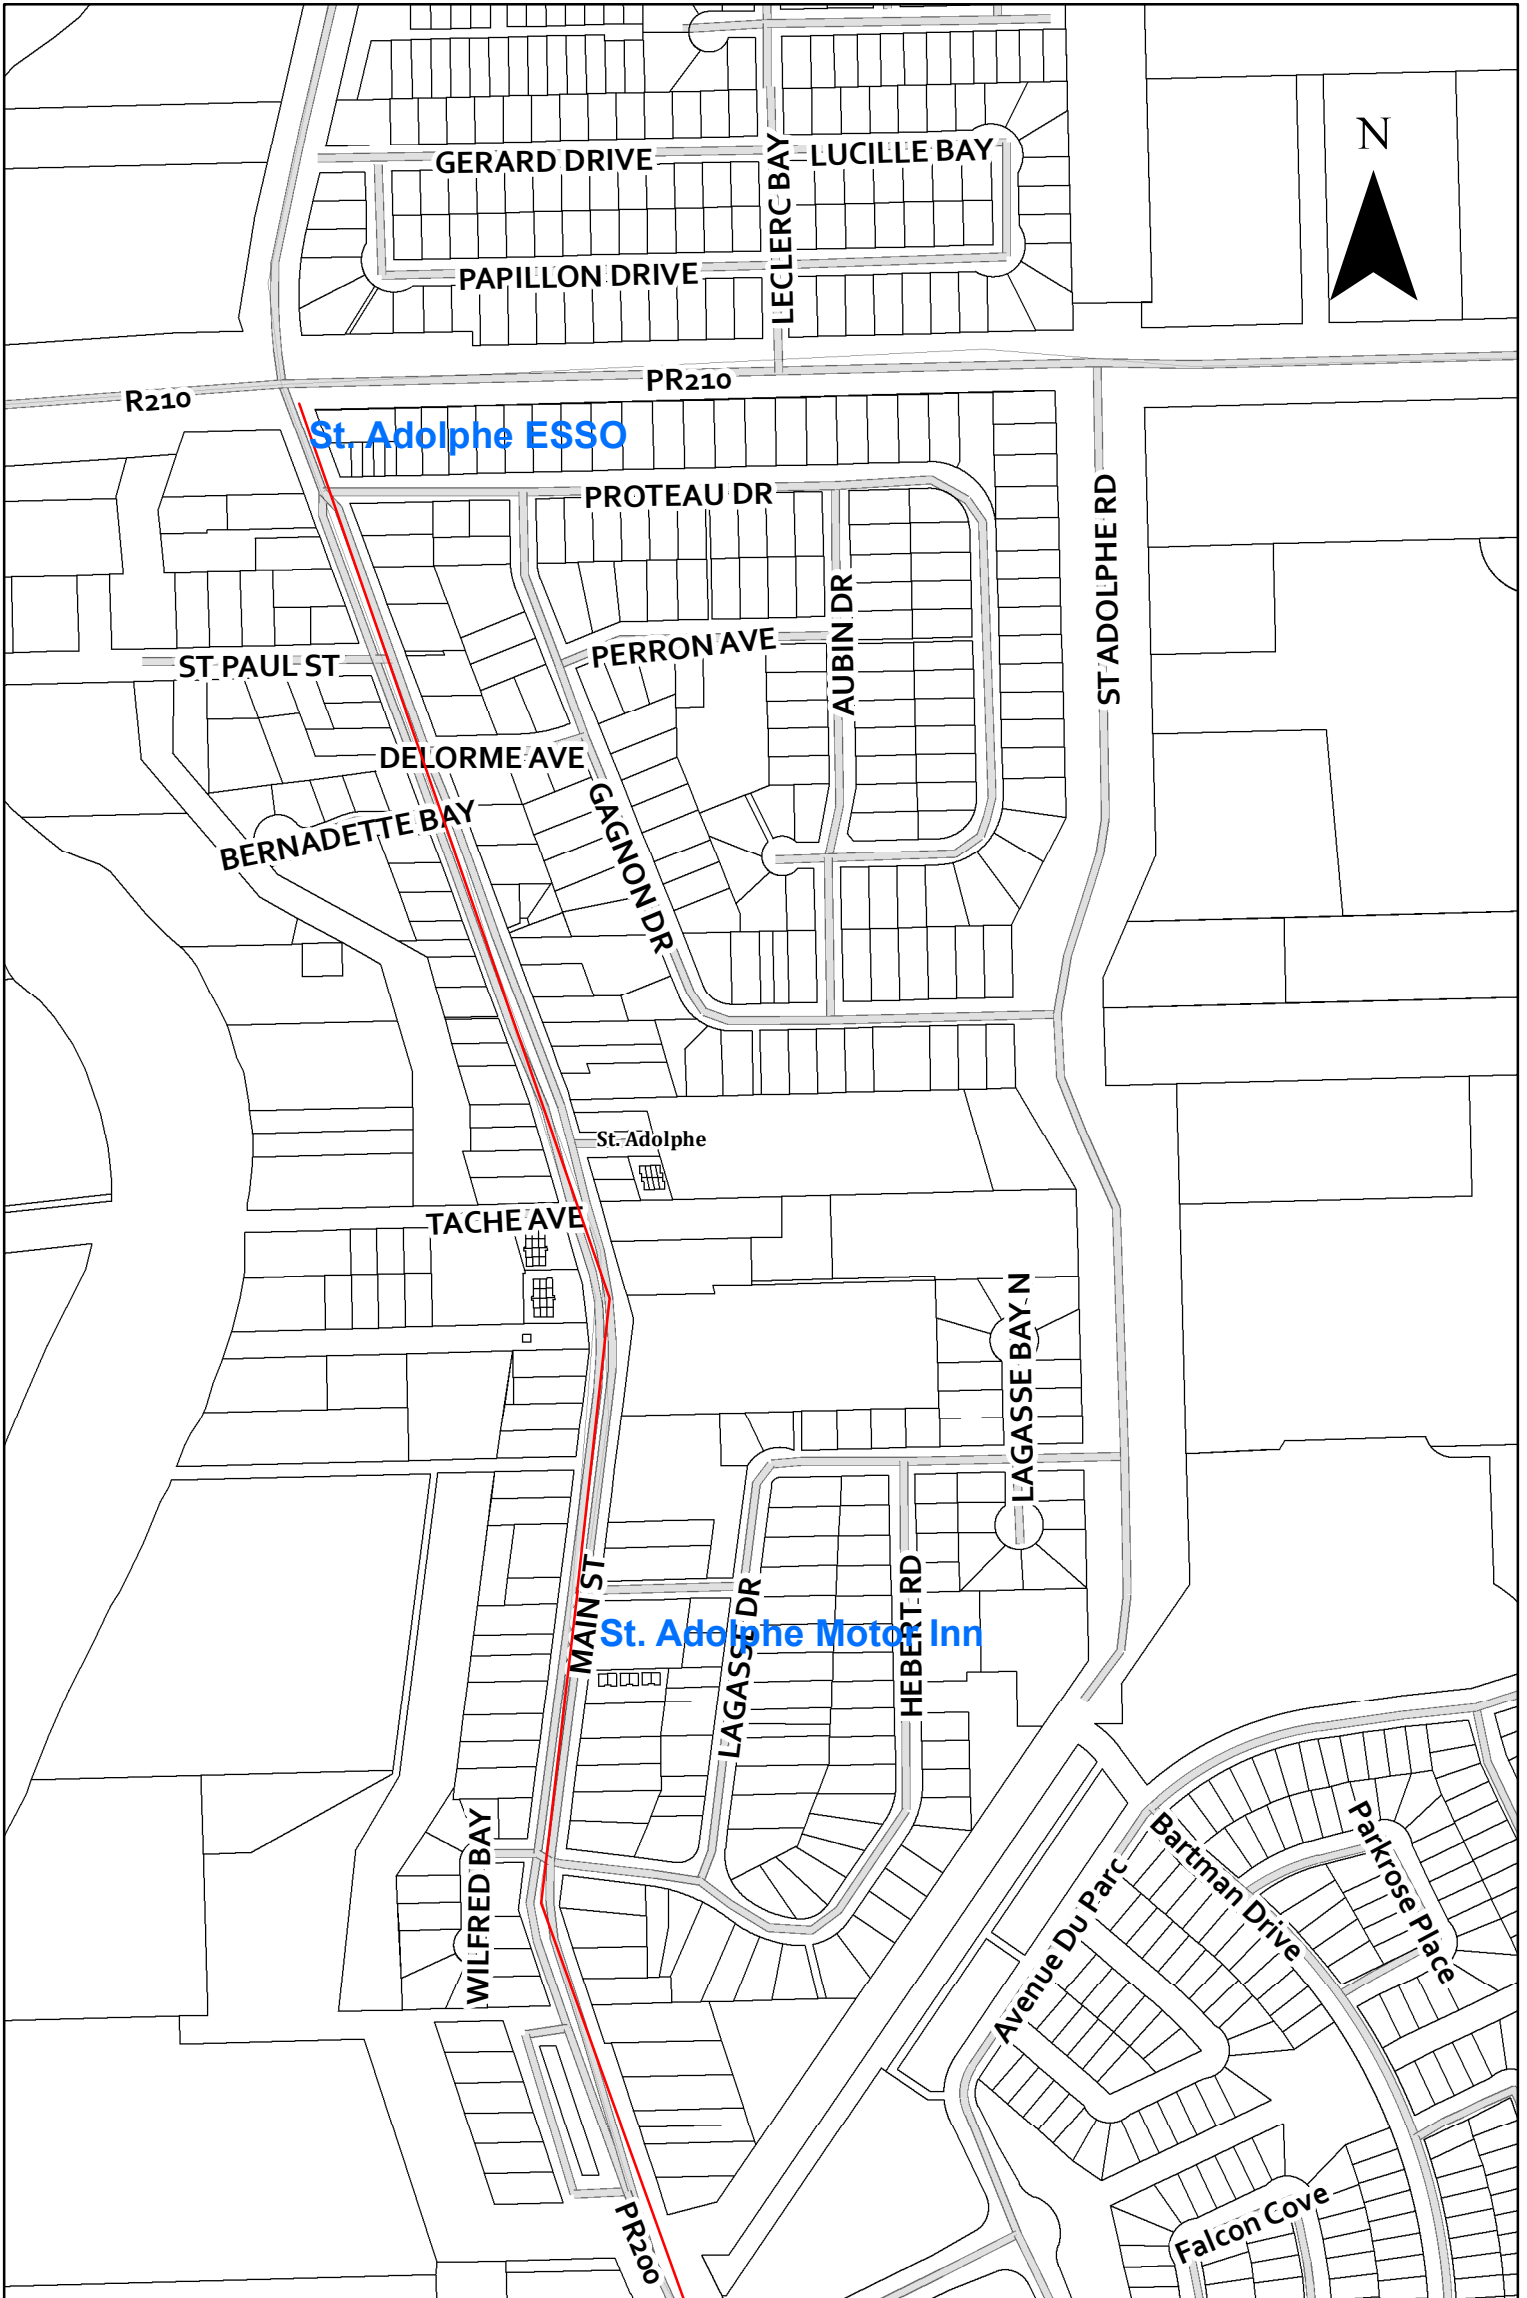 N
GERARD DRIVE
LUCILLE BAY
LECLERC BAY
PAPILLON DRIVE
PR210
R210
St. Adolphe ESSO
PROTEAU DR
ST ADOLPHE RD
AUBIN DR
PERRON AVE
ST PAUL ST
DELORME AVE
BERNADETTE BAY
GAGNON DR
St. Adolphe
TACHE AVE
LAGASSE BAY N
MAIN ST
LAGASSE DR
HEBERT RD
St. Adolphe Motor Inn
WILFRED BAY
Bartman Drive
Parkrose Place
Avenue Du Parc
Falcon Cove
PR200